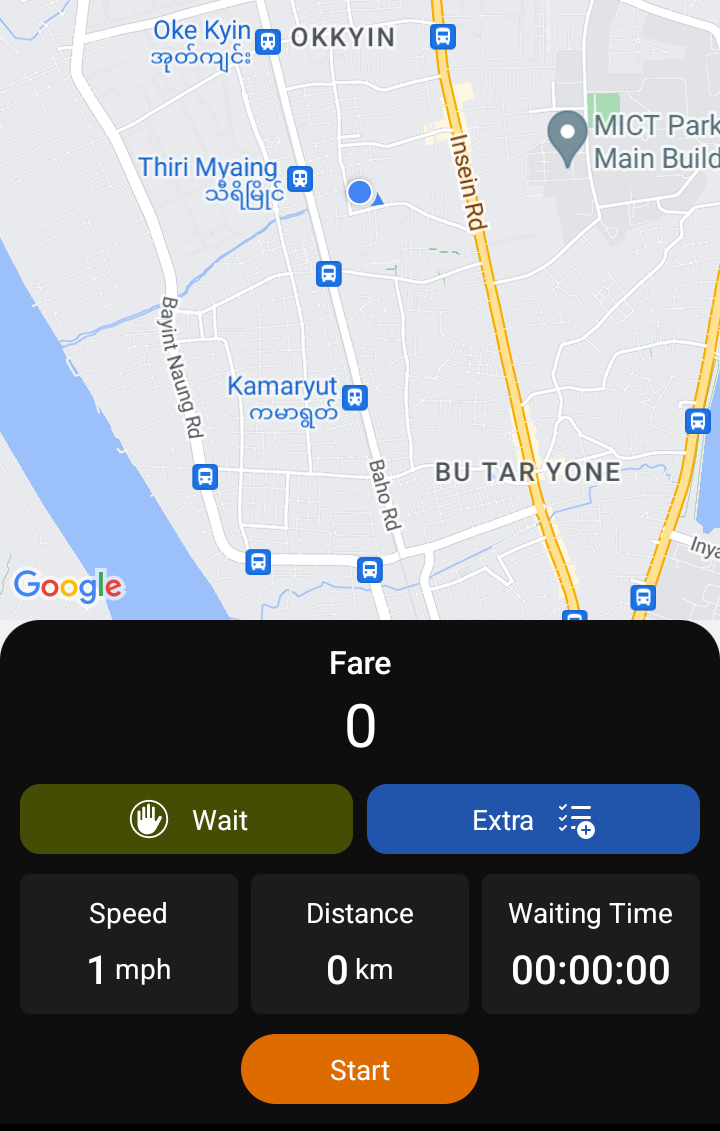 Oke Kyin
အုတ်ကျင်း
OKKYIN
MICT Park
Main Build
Insein Rd
Thiri Myaing
သီရိမြိုင်
Bayint Naung Rd
Kamaryut
ကမာရွတ်
Baho Rd
BU TAR YONE
Inya
Google
Fare
0
Wait
Extra
Speed
Distance
Waiting Time
1 mph
0 km
00:00:00
Start